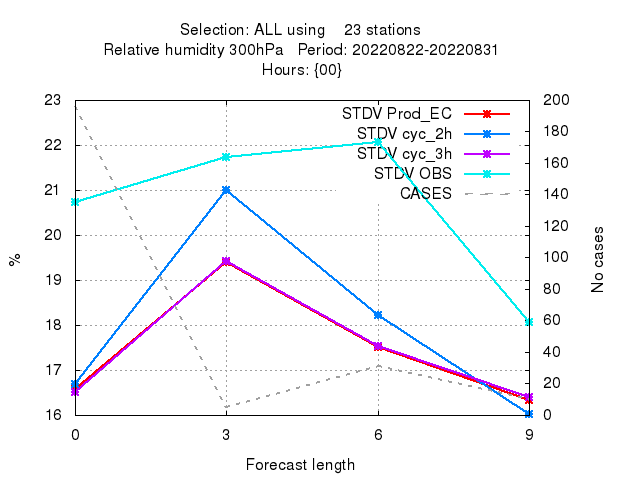 Selection: ALL using    23 stations
Relative humidity 300hPa   Period: 20220822-20220831
Hours: {00}
23
22
21
20
19
18
17
16
%
200
180
160
140
120
100
80
60
40
20
0
No cases
STDV Prod_EC
STDV cyc_2h
STDV cyc_3h
STDV OBS
CASES
0 3 6 9
Forecast length